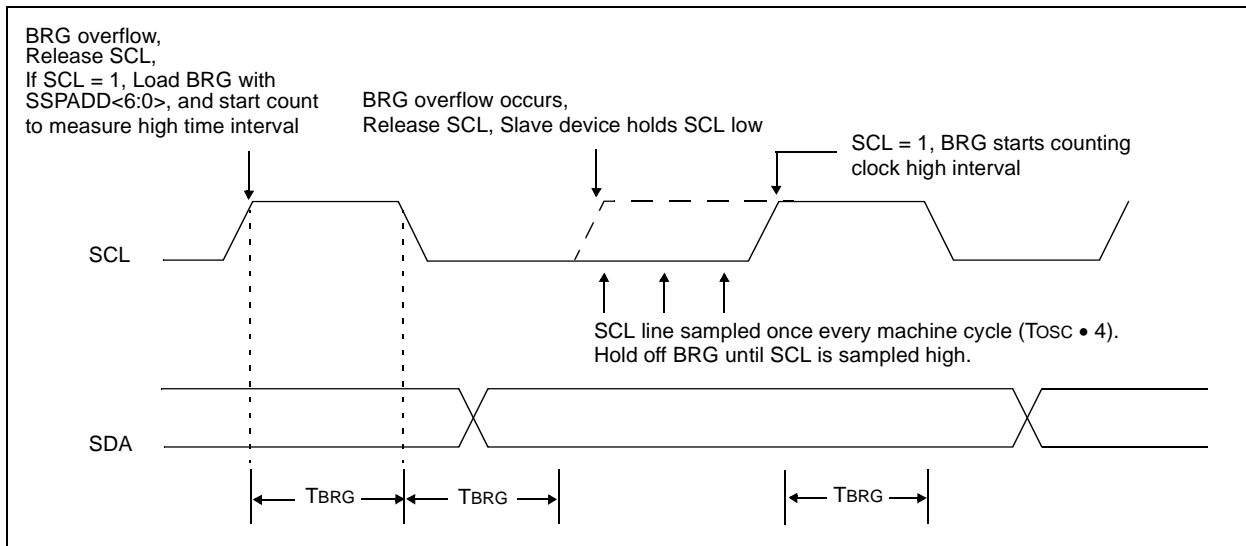 BRG overflow,
Release SCL,
If SCL = 1, Load BRG with
SSPADD<6:0>, and start count
to measure high time interval
BRG overflow occurs,
Release SCL, Slave device holds SCL low
SCL = 1, BRG starts counting
clock high interval
SCL
SCL line sampled once every machine cycle (TOSC • 4).
Hold off BRG until SCL is sampled high.
SDA
TBRG
TBRG
TBRG